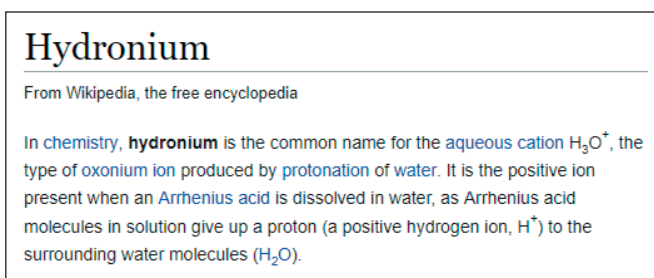 Hydronium
From Wikipedia, the free encyclopedia
In chemistry, hydronium is the common name for the aqueous cation H₃O⁺, the
type of oxonium ion produced by protonation of water. It is the positive ion
present when an Arrhenius acid is dissolved in water, as Arrhenius acid
molecules in solution give up a proton (a positive hydrogen ion, H⁺) to the
surrounding water molecules (H₂O).